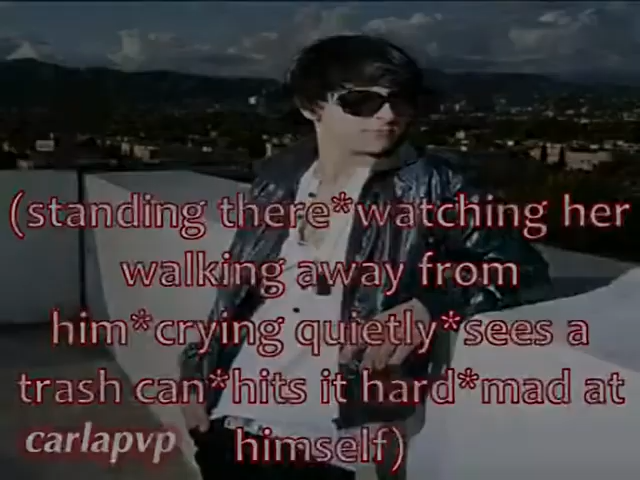 (standing there*watching her
walking away from
him*crying quietly*sees a
trash can*hits it hard*mad at
himself)
carlapvp